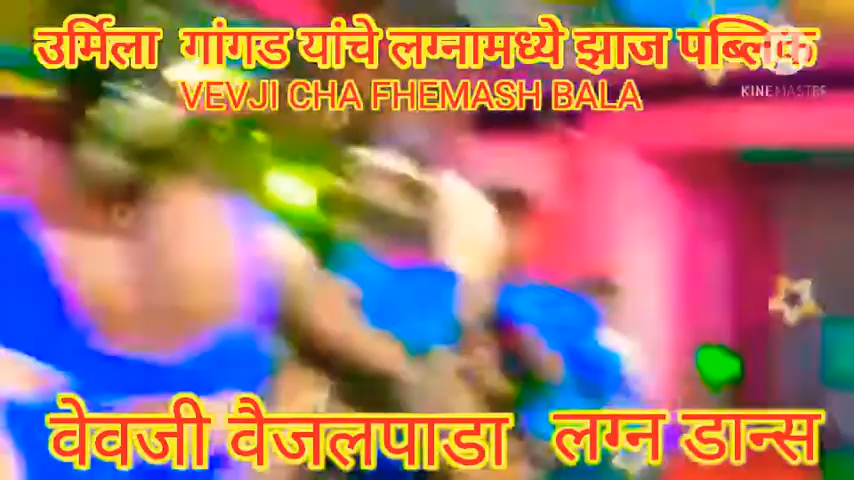 उर्मिला गांगड यांचे लग्नामध्ये झाज पब्लिक
KINEMASTER
VEVJI CHA FHEMASH BALA
वेवजी वैजलपाडा लग्न डान्स